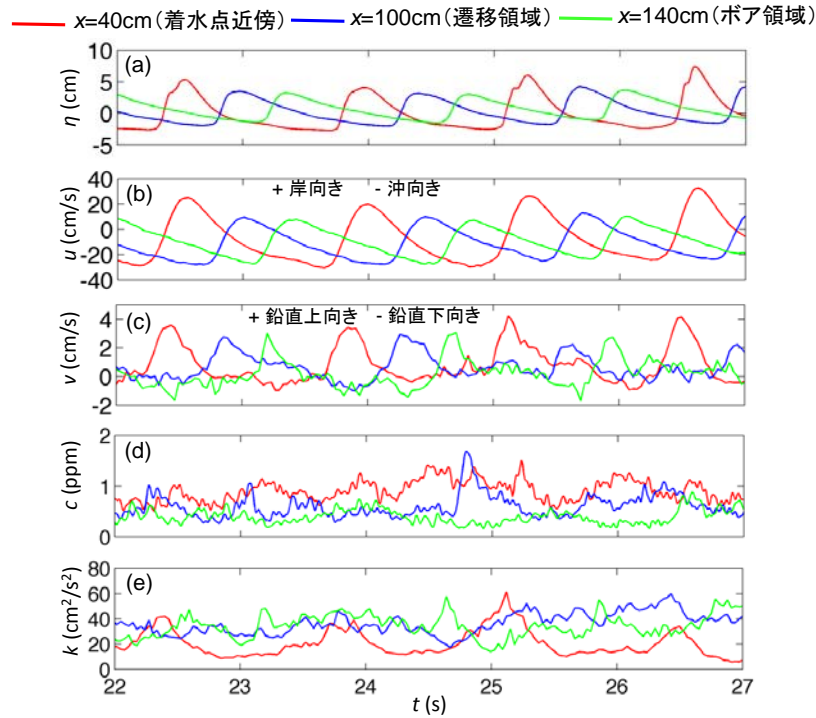 x=40cm(着水点近傍) x=100cm(遷移領域) x=140cm(ボア領域)
(a)
10
5
0
-5
η (cm)
(b)
+ 岸向き - 沖向き
40
20
0
-20
-40
u (cm/s)
(c)
+ 鉛直上向き - 鉛直下向き
4
2
0
-2
v (cm/s)
(d)
2
1
0
c (ppm)
(e)
80
60
40
20
0
k (cm²/s²)
22 23 24 25 26 27
t (s)